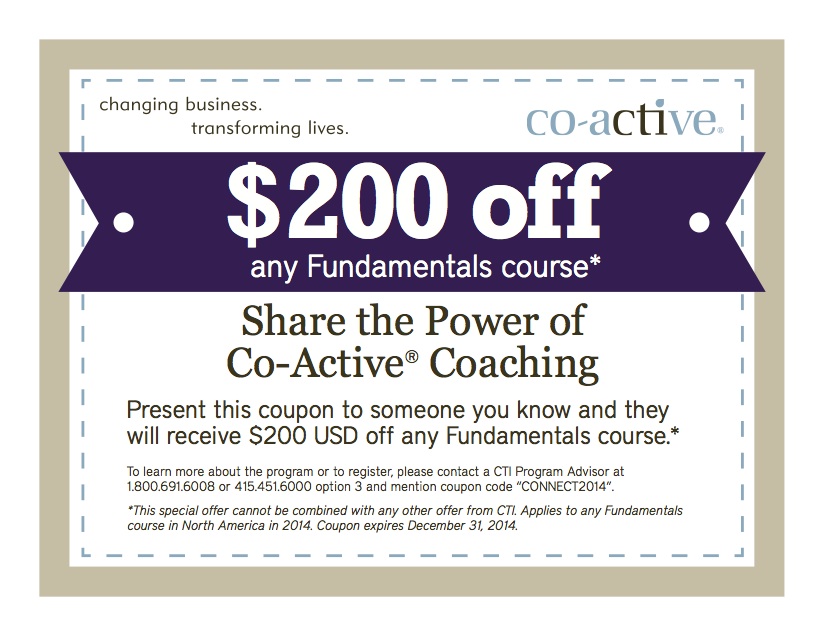 changing business.
transforming lives.
co-active®
$200 off
any Fundamentals course*
Share the Power of
Co-Active® Coaching
Present this coupon to someone you know and they
will receive $200 USD off any Fundamentals course.*
To learn more about the program or to register, please contact a CTI Program Advisor at
1.800.691.6008 or 415.451.6000 option 3 and mention coupon code “CONNECT2014”.
*This special offer cannot be combined with any other offer from CTI. Applies to any Fundamentals
course in North America in 2014. Coupon expires December 31, 2014.